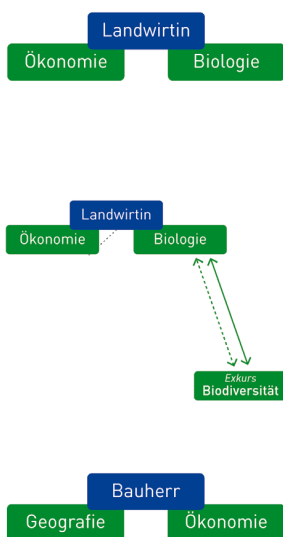 Landwirtin
Ökonomie Biologie
Landwirtin
Ökonomie Biologie
Exkurs
Biodiversität
Bauherr
Geografie Ökonomie